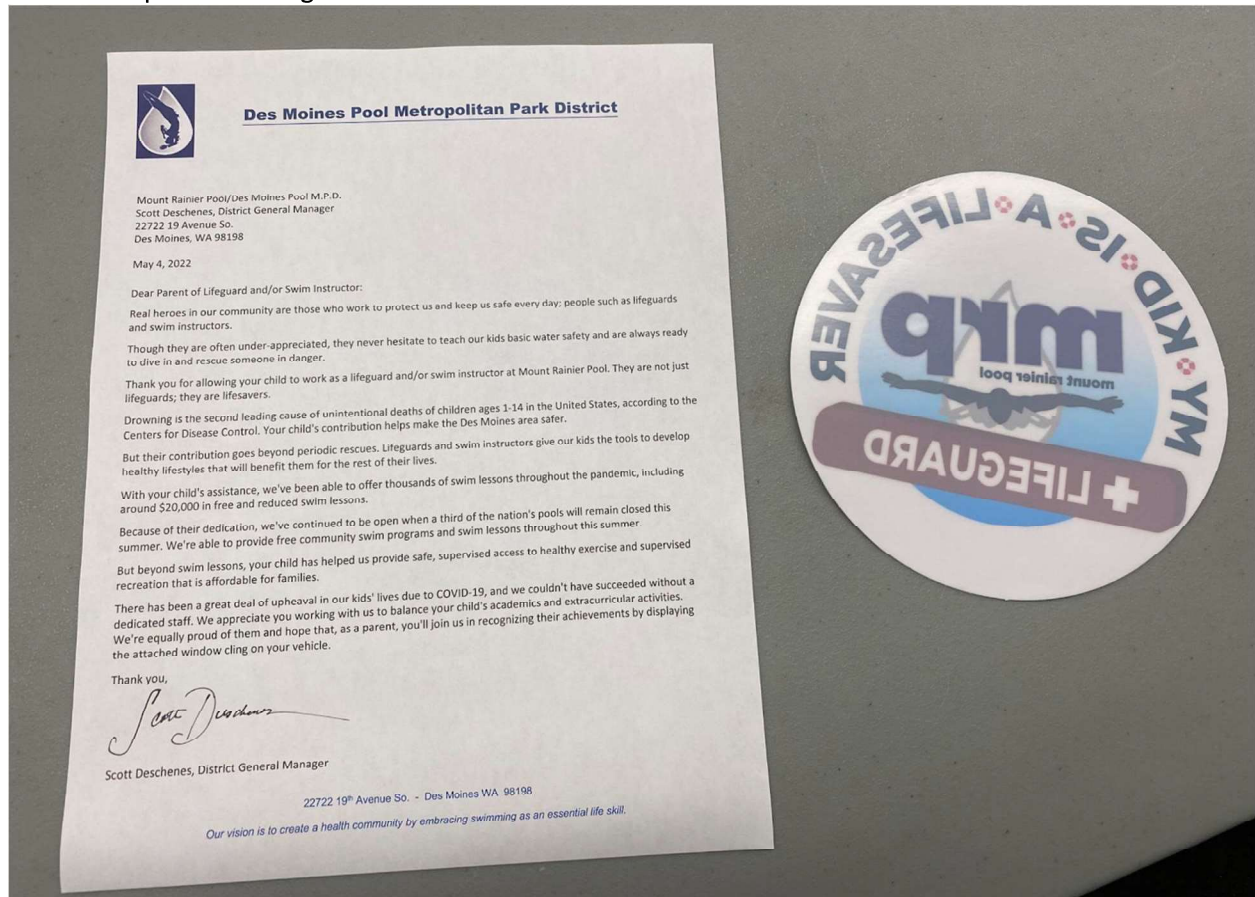 Des Moines Pool Metropolitan Park District
Mount Rainier Pool/Des Moines Pool M.P.D.
Scott Deschenes, District General Manager
22722 19 Avenue So.
Des Moines, WA 98198
May 4, 2022
Dear Parent of Lifeguard and/or Swim Instructor:
Real heroes in our community are those who work to protect us and keep us safe every day; people such as lifeguards
and swim instructors.
Though they are often under-appreciated, they never hesitate to teach our kids basic water safety and are always ready
to dive in and rescue someone in danger.
Thank you for allowing your child to work as a lifeguard and/or swim instructor at Mount Rainier Pool. They are not just
lifeguards; they are lifesavers.
Drowning is the second leading cause of unintentional deaths of children ages 1-14 in the United States, according to the
Centers for Disease Control. Your child's contribution helps make the Des Moines area safer.
But their contribution goes beyond periodic rescues. Lifeguards and swim instructors give our kids the tools to develop
healthy lifestyles that will benefit them for the rest of their lives.
With your child's assistance, we've been able to offer thousands of swim lessons throughout the pandemic, including
around $20,000 in free and reduced swim lessons.
Because of their dedication, we've continued to be open when a third of the nation's pools will remain closed this
summer. We're able to provide free community swim programs and swim lessons throughout this summer.
But beyond swim lessons, your child has helped us provide safe, supervised access to healthy exercise and supervised
recreation that is affordable for families.
There has been a great deal of upheaval in our kids' lives due to COVID-19, and we couldn't have succeeded without a
dedicated staff. We appreciate you working with us to balance your child's academics and extracurricular activities.
We're equally proud of them and hope that, as a parent, you'll join us in recognizing their achievements by displaying
the attached window cling on your vehicle.
Thank you,
Scott Deschenes
Scott Deschenes, District General Manager
22722 19th Avenue So. - Des Moines WA 98198
Our vision is to create a health community by embracing swimming as an essential life skill.
MY KID IS A LIFESAVER
mrp
mount rainier pool
LIFEGUARD